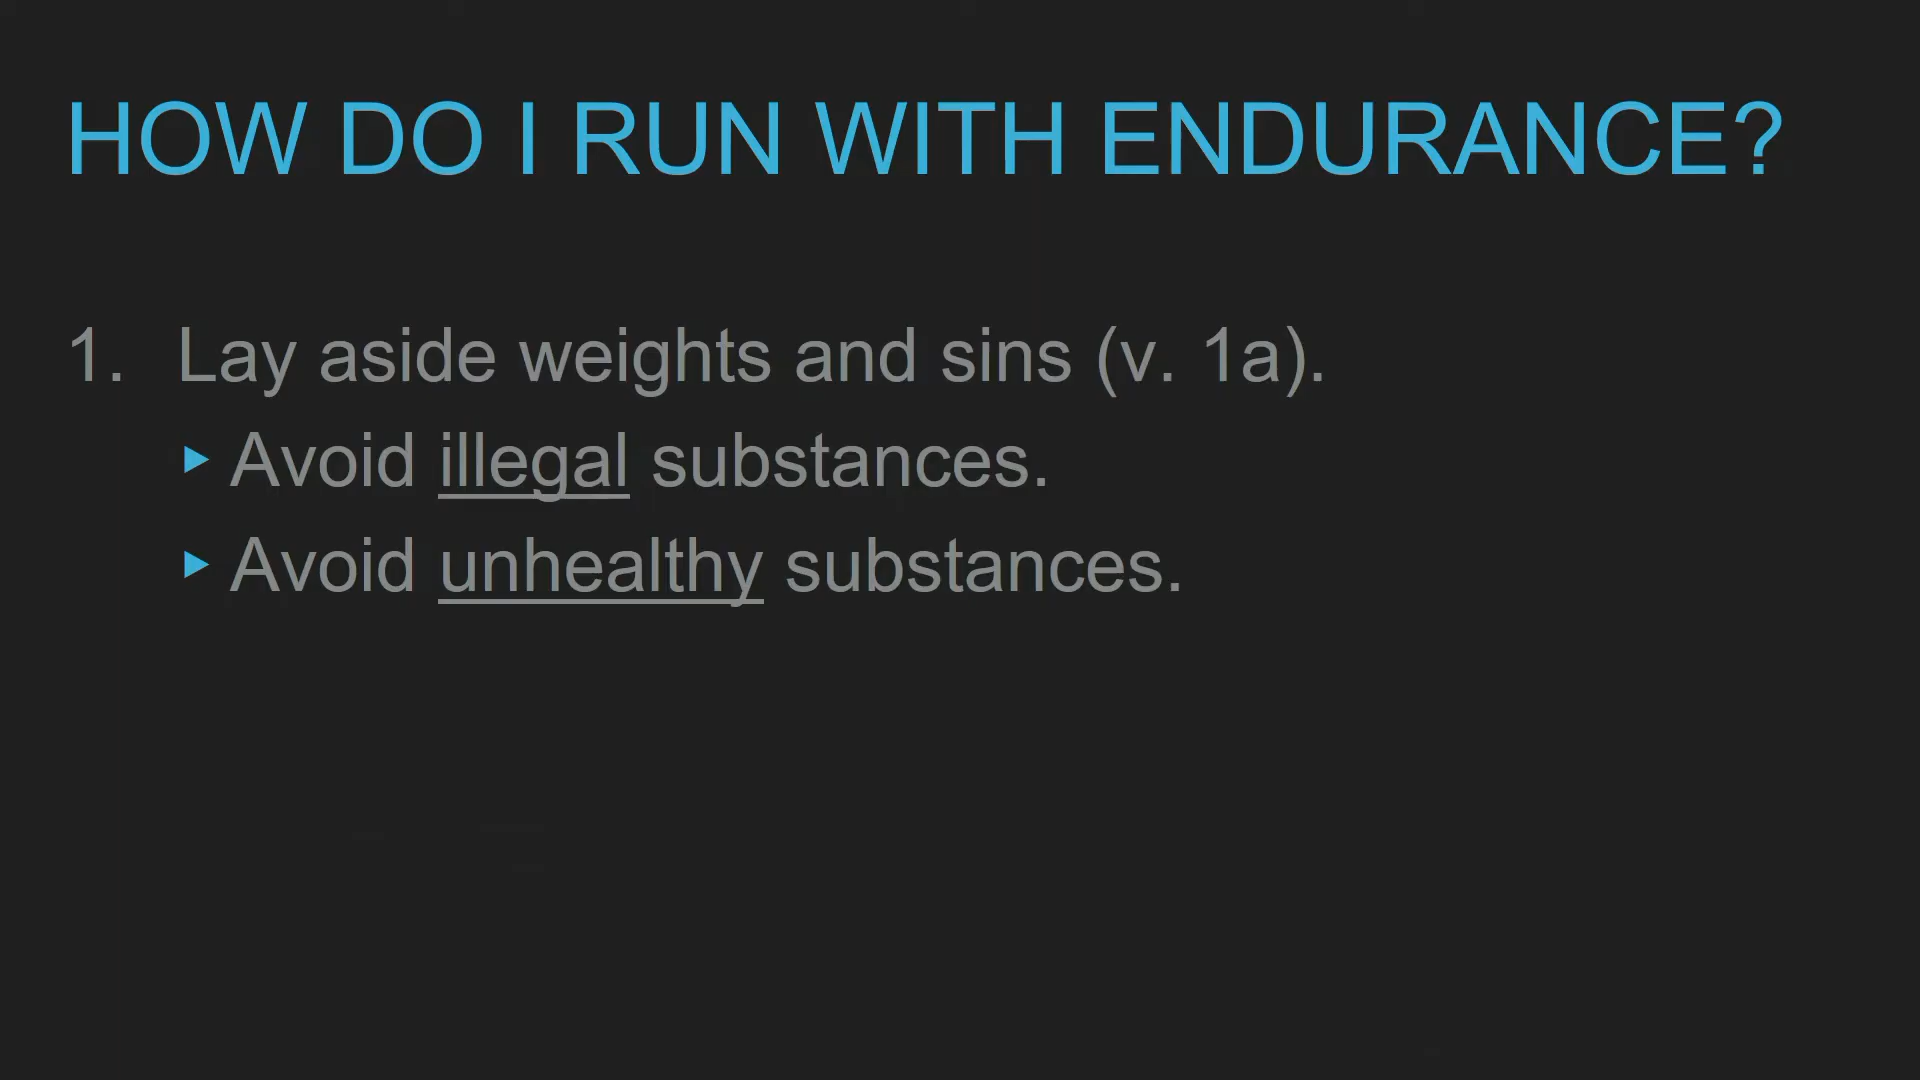 HOW DO I RUN WITH ENDURANCE?
1. Lay aside weights and sins (v. 1a).
▸ Avoid illegal substances.
▸ Avoid unhealthy substances.